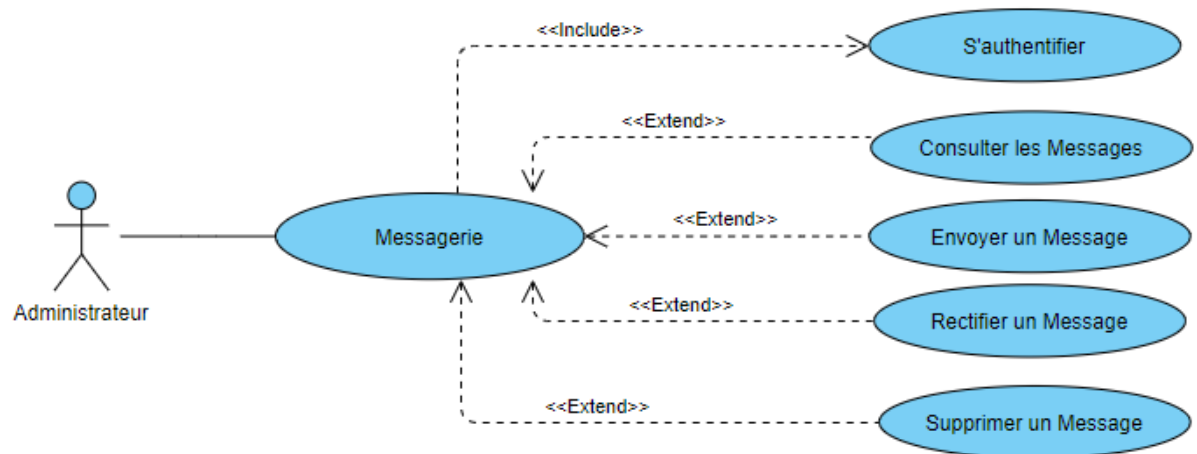 <<Include>>
S'authentifier
<<Extend>>
Consulter les Messages
<<Extend>>
Messagerie
Envoyer un Message
Administrateur
<<Extend>>
Rectifier un Message
<<Extend>>
Supprimer un Message